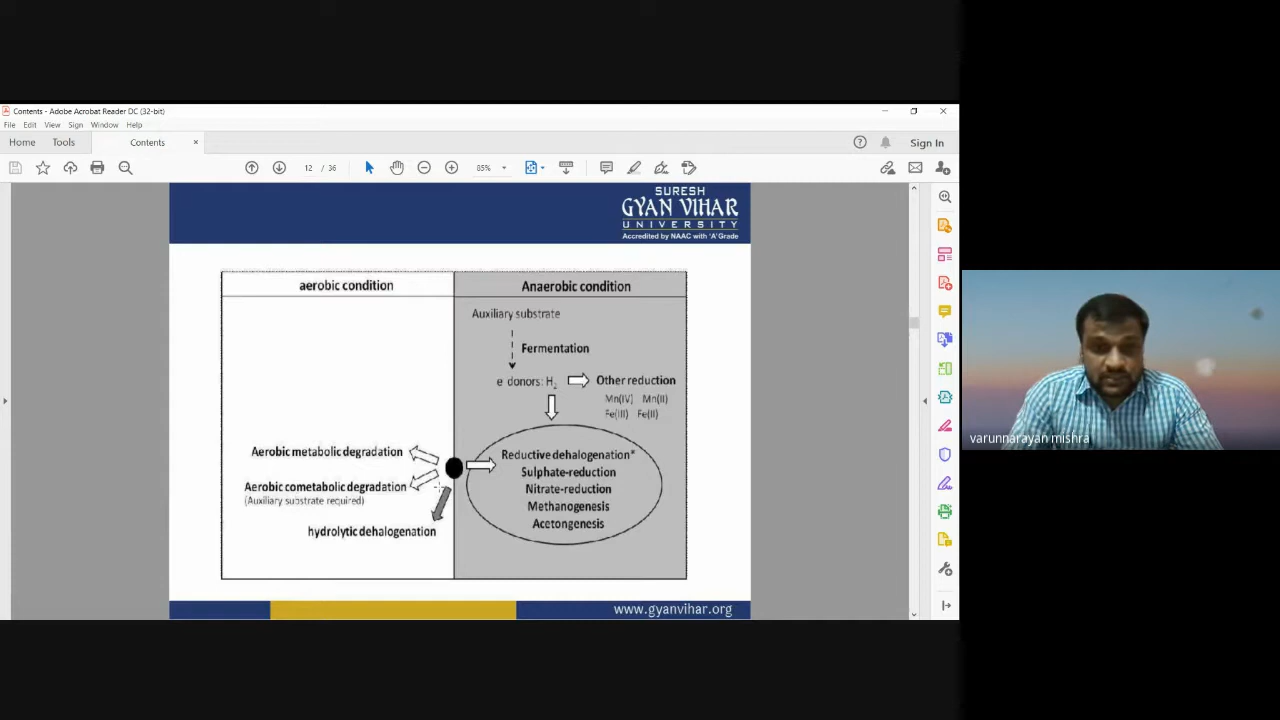 Contents - Adobe Acrobat Reader DC (32-bit)
File Edit View Sign Window Help
Home Tools Contents × Sign In
12 / 36 85%
SURESH
GYAN VIHAR
UNIVERSITY
Accredited by NAAC with 'A' Grade
aerobic condition
Anaerobic condition
Auxiliary substrate
Fermentation
e donors: H2
Other reduction
Mn(IV) Mn(II)
Fe(III) Fe(II)
Aerobic metabolic degradation
Aerobic cometabolic degradation
(Auxiliary substrate required)
hydrolytic dehalogenation
Reductive dehalogenation*
Sulphate-reduction
Nitrate-reduction
Methanogenesis
Acetongenesis
www.gyanvihar.org
varunnarayan mishra